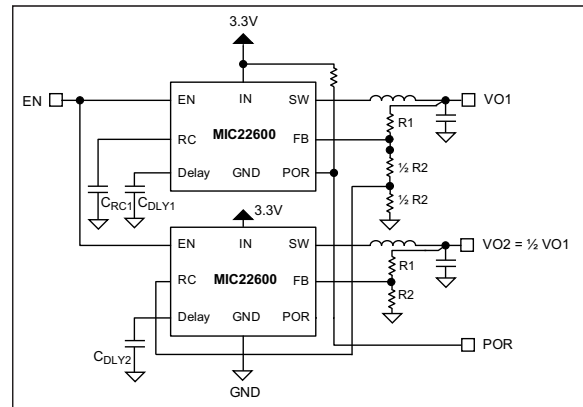 3.3V
EN
EN IN SW
VO1
R1
MIC22600
RC FB
½ R2
Delay GND POR
½ R2
CRC1 CDLY1
3.3V
EN IN SW
VO2 = ½ VO1
R1
RC MIC22600 FB
R2
Delay GND POR
CDLY2
POR
GND